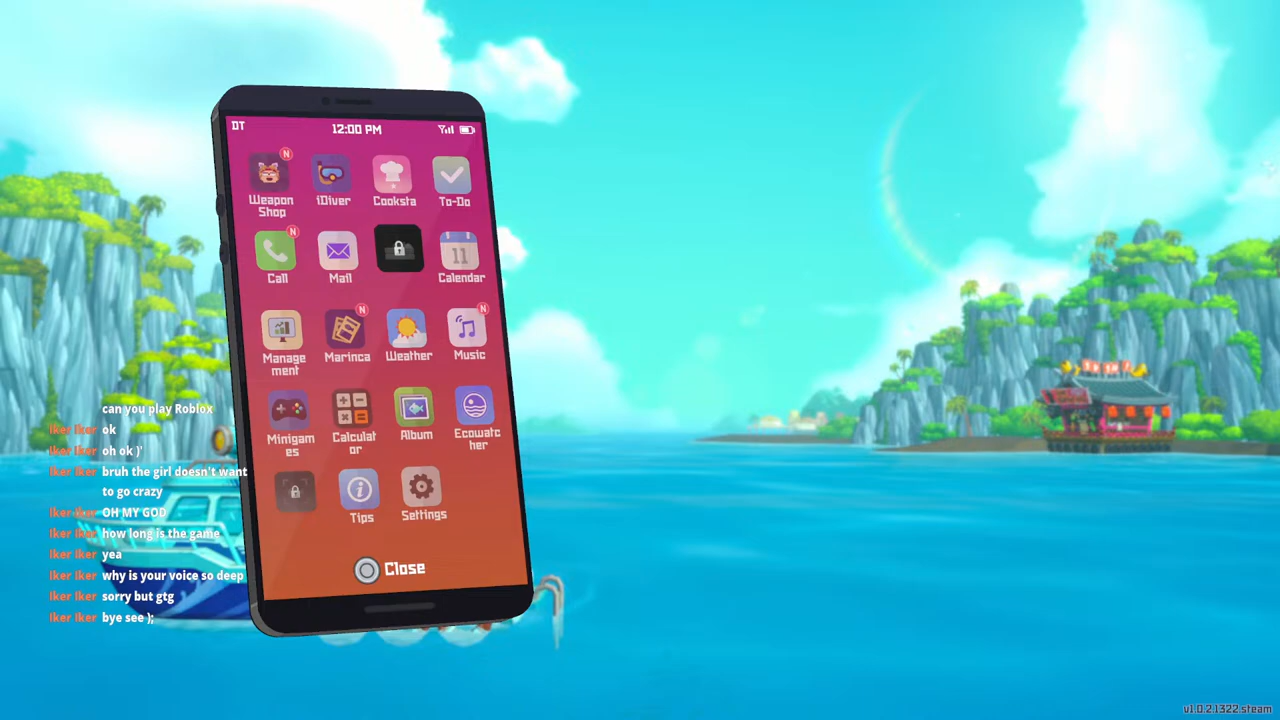 DT
12:00 PM
N
Weapon
Shop
iDiver
Cooksta
To-Do
N
Call
Mail
11
Calendar
Manage
ment
N
Marinca
Weather
N
Music
Minigam
es
Calculat
or
Album
Ecowatc
her
Tips
Settings
Close
can you play Roblox
Iker Iker ok
Iker Iker oh ok )'
Iker Iker bruh the girl doesn't want
to go crazy
Iker Iker OH MY GOD
Iker Iker how long is the game
Iker Iker yea
Iker Iker why is your voice so deep
Iker Iker sorry but gtg
Iker Iker bye see );
v1.0.2.1322.steam